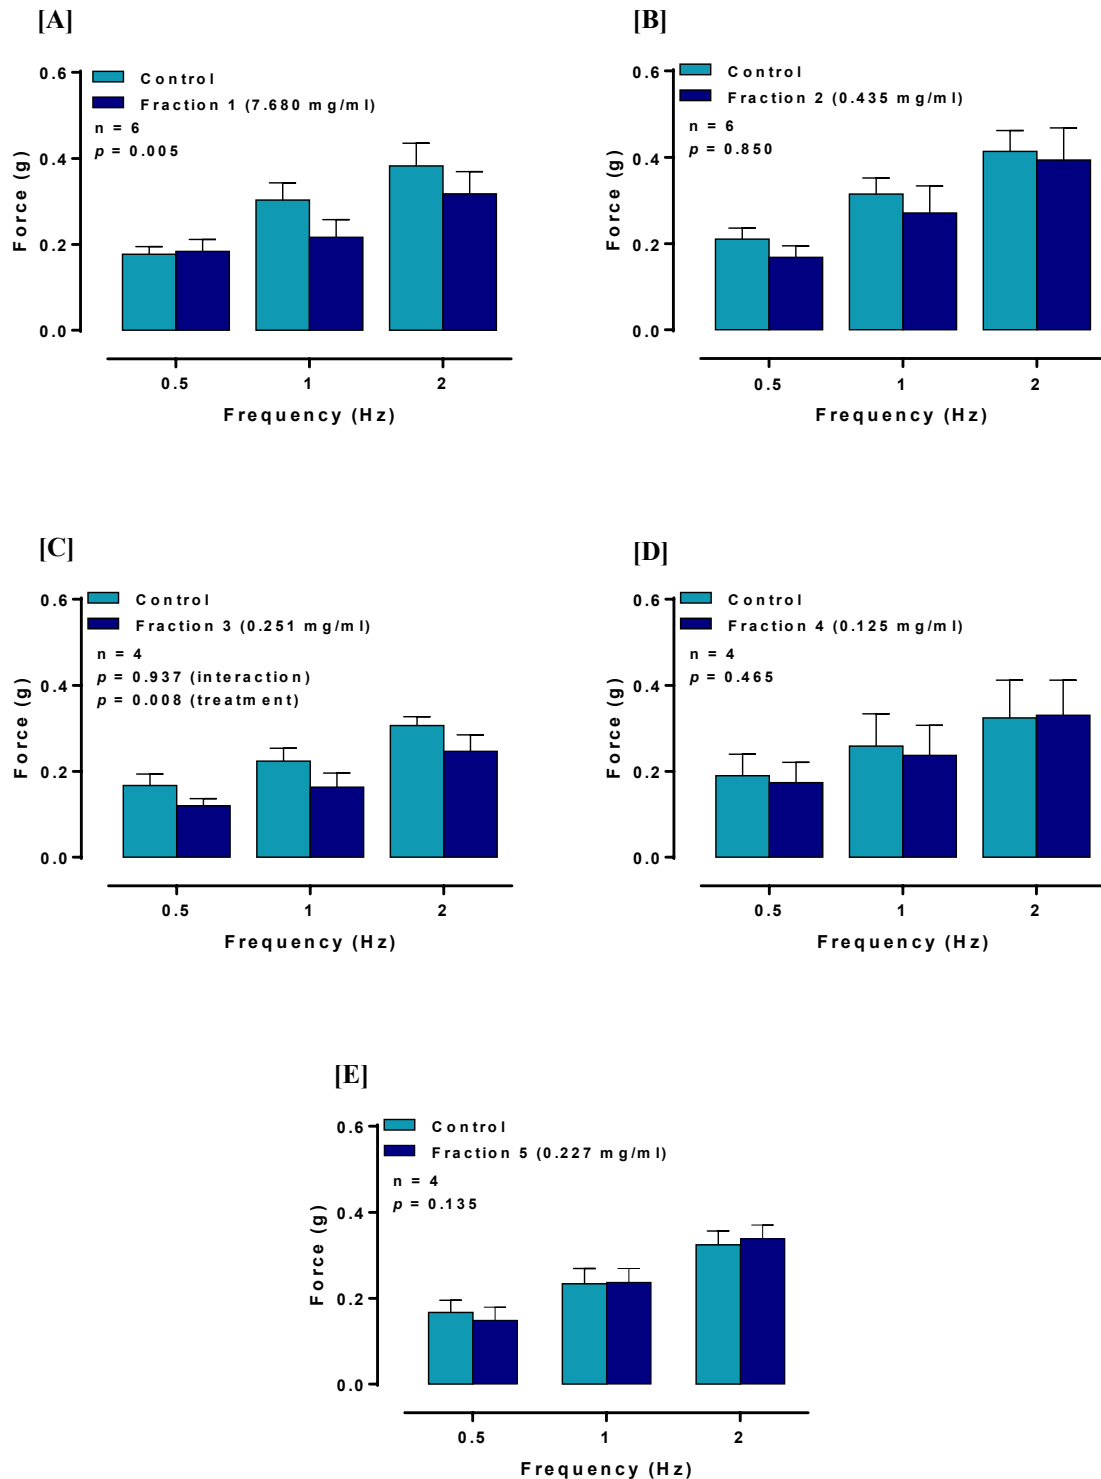 [A]
0.6
0.4
0.2
0.0
Force (g)
Control
Fraction 1 (7.680 mg/ml)
n = 6
p = 0.005
0.5 1 2
Frequency (Hz)
[B]
0.6
0.4
0.2
0.0
Force (g)
Control
Fraction 2 (0.435 mg/ml)
n = 6
p = 0.850
0.5 1 2
Frequency (Hz)
[C]
0.6
0.4
0.2
0.0
Force (g)
Control
Fraction 3 (0.251 mg/ml)
n = 4
p = 0.937 (interaction)
p = 0.008 (treatment)
0.5 1 2
Frequency (Hz)
[D]
0.6
0.4
0.2
0.0
Force (g)
Control
Fraction 4 (0.125 mg/ml)
n = 4
p = 0.465
0.5 1 2
Frequency (Hz)
[E]
0.6
0.4
0.2
0.0
Force (g)
Control
Fraction 5 (0.227 mg/ml)
n = 4
p = 0.135
0.5 1 2
Frequency (Hz)